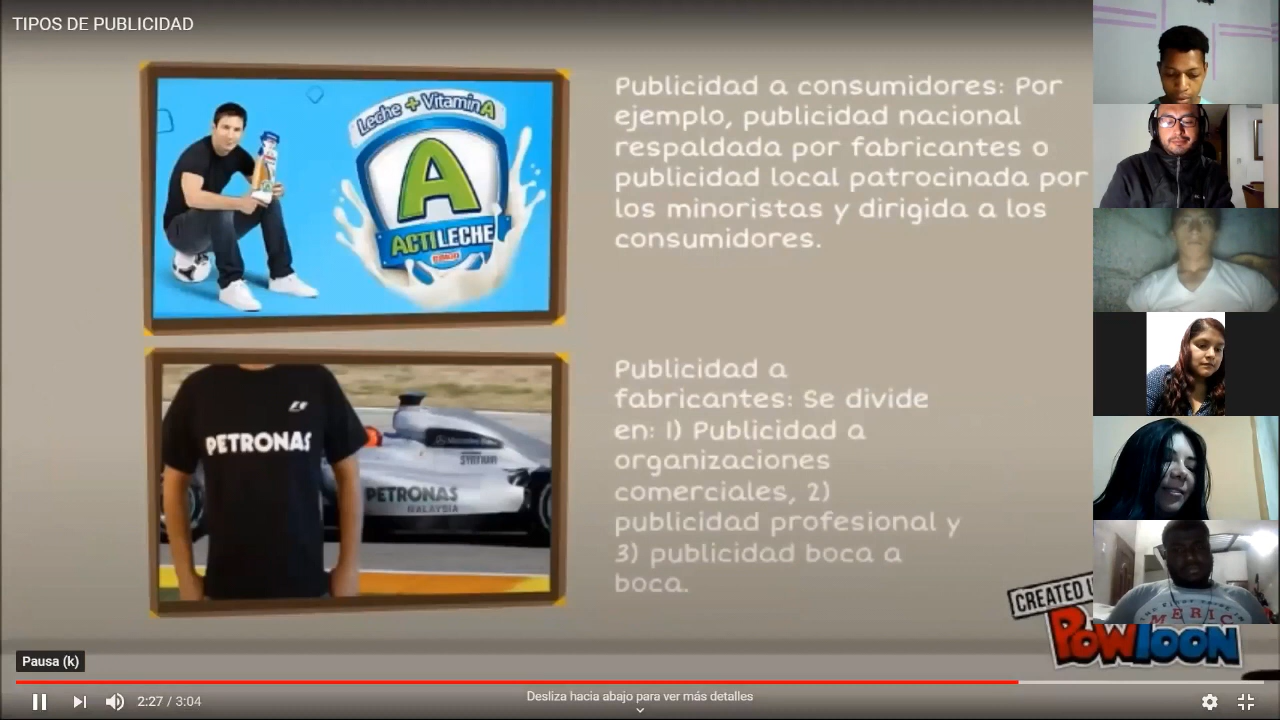 TIPOS DE PUBLICIDAD
Leche + VitaminA
A
ACTILECHE
Publicidad a consumidores: Por
ejemplo, publicidad nacional
respaldada por fabricantes o
publicidad local patrocinada por
los minoristas y dirigida a los
consumidores.
PETRONAS
PETRONAS
MALAYSIA
Publicidad a
fabricantes: Se divide
en: 1) Publicidad a
organizaciones
comerciales, 2)
publicidad profesional y
3) publicidad boca a
boca.
MERIC
CREATED U
POWTOON
Pausa (k)
2:27 / 3:04
Desliza hacia abajo para ver más detalles